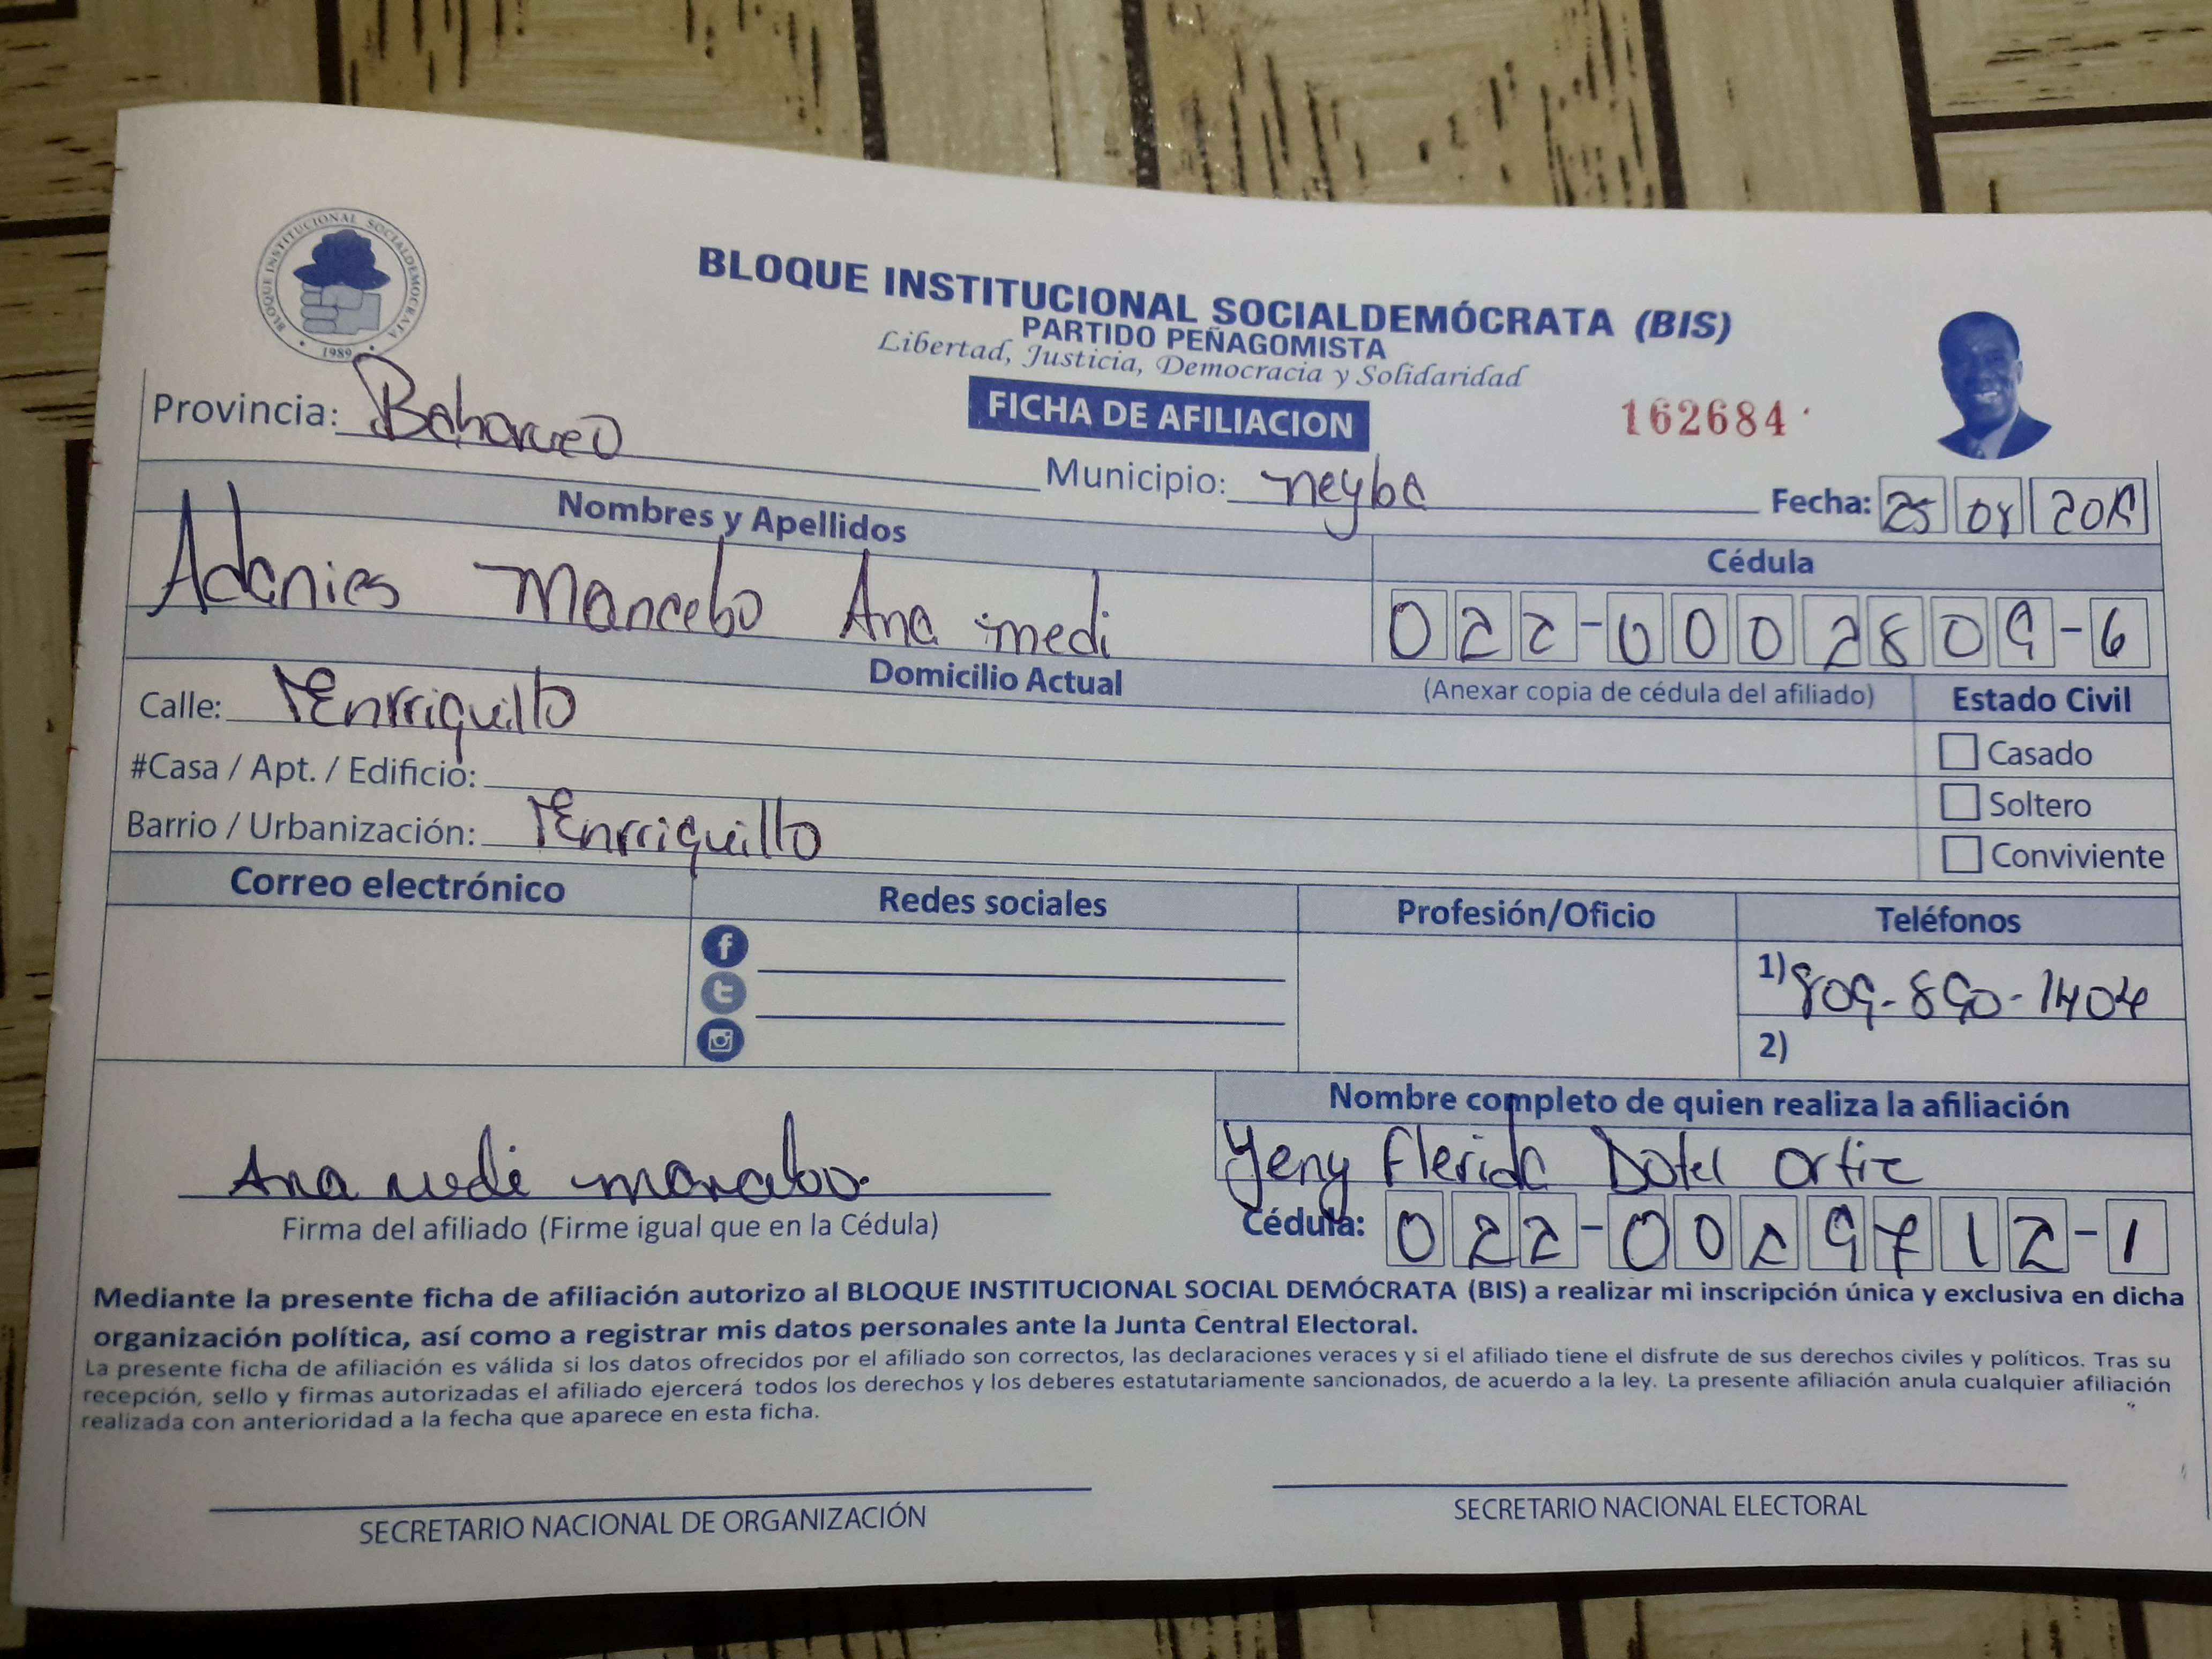 BLOQUE INSTITUCIONAL SOCIALDEMOCRATA
1989
BLOQUE INSTITUCIONAL SOCIALDEMÓCRATA (BIS)
PARTIDO PEÑAGOMISTA
Libertad, Justicia, Democracia y Solidaridad
FICHA DE AFILIACION
162684
Provincia: Bahorueo
Municipio: neyba
Fecha: 25 08
Nombres y Apellidos
Cédula
Adanies Mancebo Ana medi
022-0002809-6
Domicilio Actual
(Anexar copia de cédula del afiliado)
Estado Civil
Calle: Enrriquillo
Casado
#Casa / Apt. / Edificio:
Soltero
Barrio / Urbanización: Enrriquillo
Conviviente
Correo electrónico
Redes sociales
Profesión/Oficio
Teléfonos
1) 809-890-1404
2)
Nombre completo de quien realiza la afiliación
Yeny Flerida Dotel Ortiz
Ana medi mancebo.
Firma del afiliado (Firme igual que en la Cédula)
Cédula: 022-0029712-1
Mediante la presente ficha de afiliación autorizo al BLOQUE INSTITUCIONAL SOCIAL DEMÓCRATA (BIS) a realizar mi inscripción única y exclusiva en dicha
organización política, así como a registrar mis datos personales ante la Junta Central Electoral.
La presente ficha de afiliación es válida si los datos ofrecidos por el afiliado son correctos, las declaraciones veraces y si el afiliado tiene el disfrute de sus derechos civiles y políticos. Tras su
recepción, sello y firmas autorizadas el afiliado ejercerá todos los derechos y los deberes estatutariamente sancionados, de acuerdo a la ley. La presente afiliación anula cualquier afiliación
realizada con anterioridad a la fecha que aparece en esta ficha.
SECRETARIO NACIONAL DE ORGANIZACIÓN
SECRETARIO NACIONAL ELECTORAL